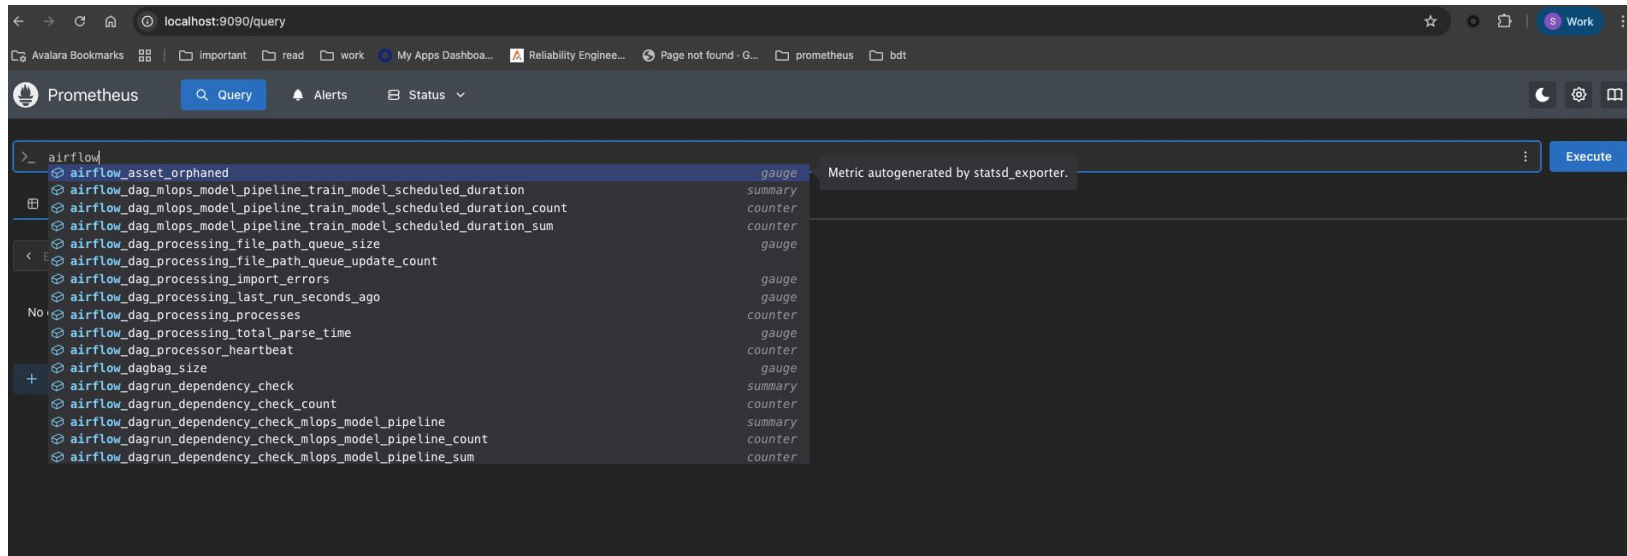 localhost:9090/query
S Work
Avalara Bookmarks important read work My Apps Dashboa... Reliability Enginee... Page not found · G... prometheus bdt
Prometheus Query Alerts Status
>_ airflow Execute
airflow_asset_orphaned gauge Metric autogenerated by statsd_exporter.
airflow_dag_mlops_model_pipeline_train_model_scheduled_duration summary
airflow_dag_mlops_model_pipeline_train_model_scheduled_duration_count counter
airflow_dag_mlops_model_pipeline_train_model_scheduled_duration_sum counter
airflow_dag_processing_file_path_queue_size gauge
airflow_dag_processing_file_path_queue_update_count
airflow_dag_processing_import_errors gauge
airflow_dag_processing_last_run_seconds_ago gauge
No airflow_dag_processing_processes counter
airflow_dag_processing_total_parse_time gauge
airflow_dag_processor_heartbeat counter
airflow_dagbag_size gauge
+ airflow_dagrun_dependency_check summary
airflow_dagrun_dependency_check_count counter
airflow_dagrun_dependency_check_mlops_model_pipeline summary
airflow_dagrun_dependency_check_mlops_model_pipeline_count counter
airflow_dagrun_dependency_check_mlops_model_pipeline_sum counter